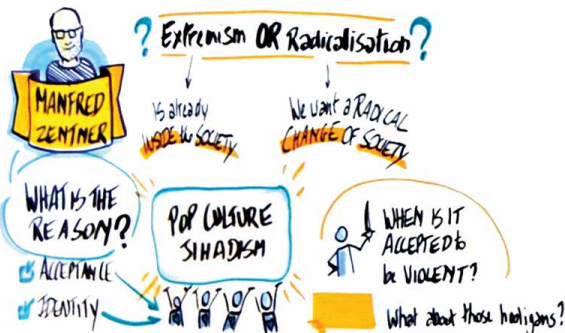 ? Extremism OR Radicalisation?
MANFRED
ZENTNER
Is already
INSIDE the SOCIETY
We want a RADICAL
CHANGE OF SOCIETY
WHAT IS THE
REASON?
ACCEPTANCE
IDENTITY
POP CULTURE
JIHADISM
WHEN IS IT
ACCEPTED to
be VIOLENT?
What about those hooligans?